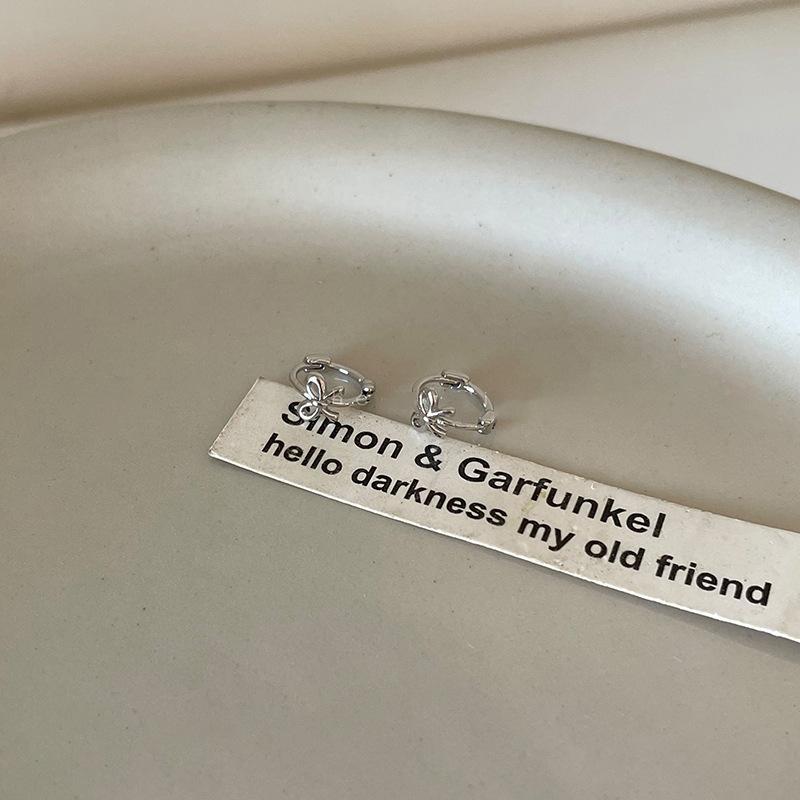 Simon & Garfunkel
hello darkness my old friend